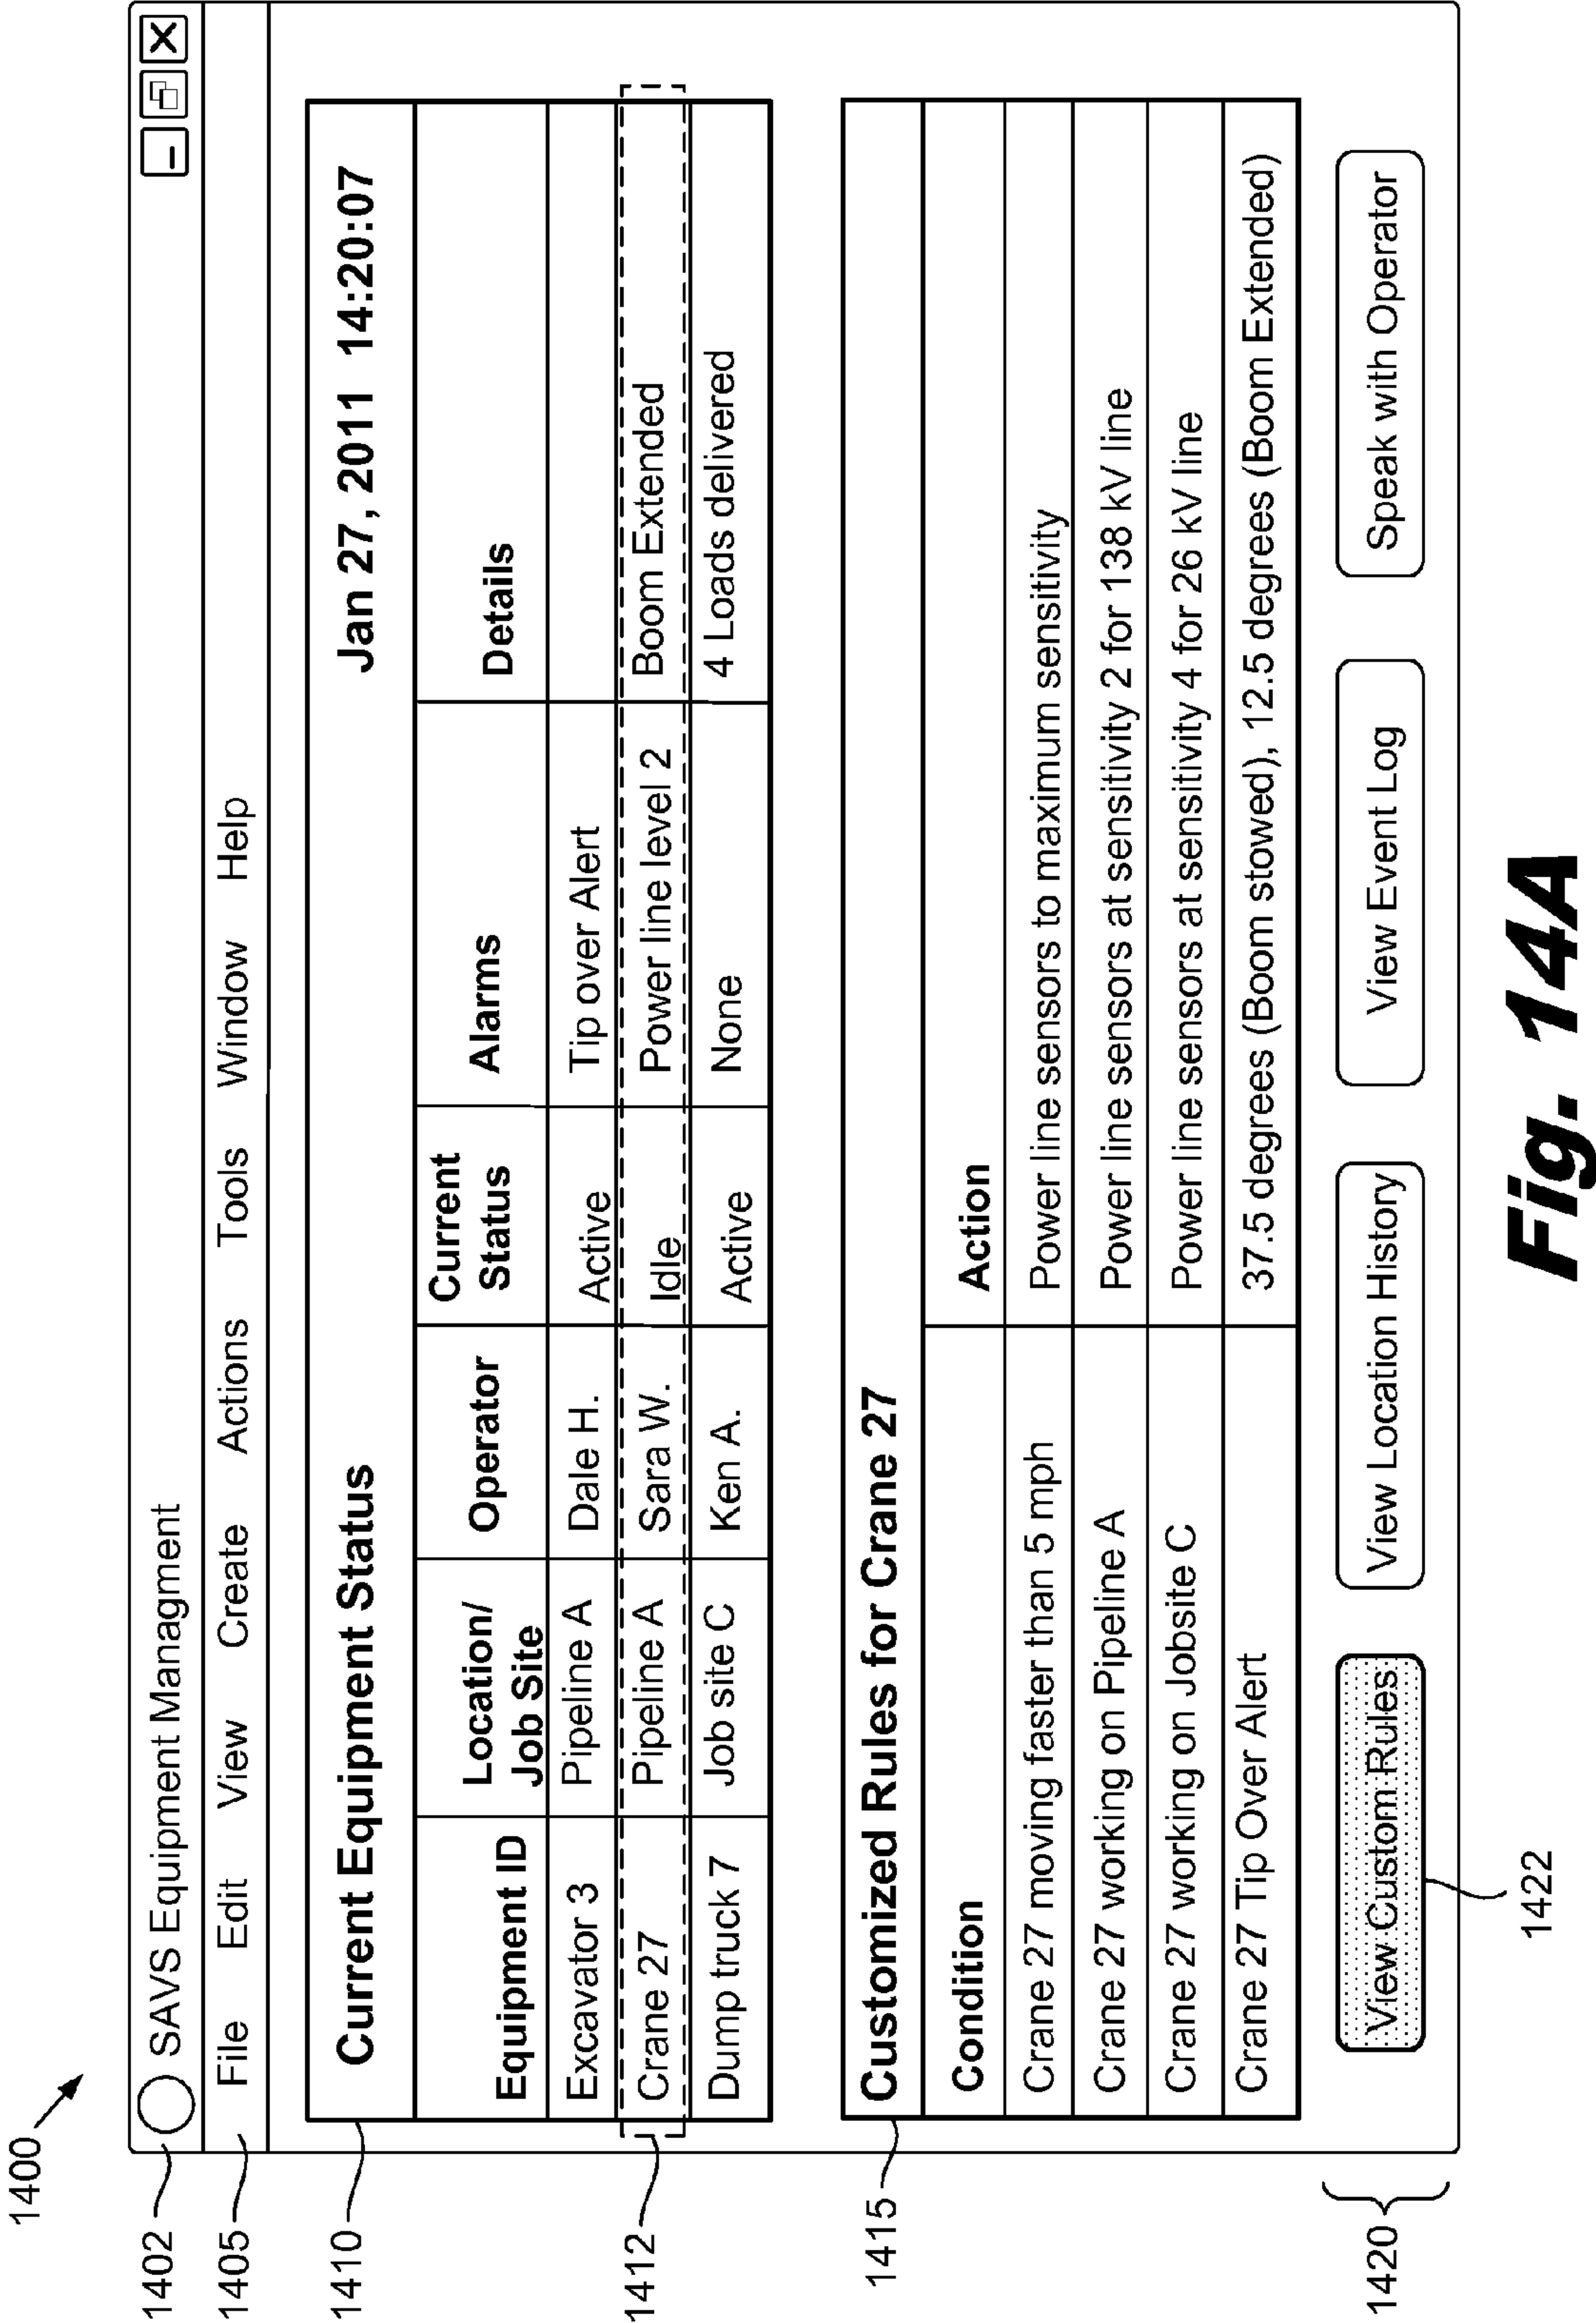 1400
1402
SAVS Equipment Managment
1405
File Edit View Create Actions Tools Window Help
1410
Current Equipment Status Jan 27, 2011 14:20:07
Equipment ID Location/ Job Site Operator Current Status Alarms Details
Excavator 3 Pipeline A Dale H. Active Tip over Alert
1412
Crane 27 Pipeline A Sara W. Idle Power line level 2 Boom Extended
Dump truck 7 Job site C Ken A. Active None 4 Loads delivered
1415
Customized Rules for Crane 27
Condition Action
Crane 27 moving faster than 5 mph Power line sensors to maximum sensitivity
Crane 27 working on Pipeline A Power line sensors at sensitivity 2 for 138 kV line
Crane 27 working on Jobsite C Power line sensors at sensitivity 4 for 26 kV line
Crane 27 Tip Over Alert 37.5 degrees (Boom stowed), 12.5 degrees (Boom Extended)
1420
View Custom Rules View Location History View Event Log Speak with Operator
1422
Fig. 14A